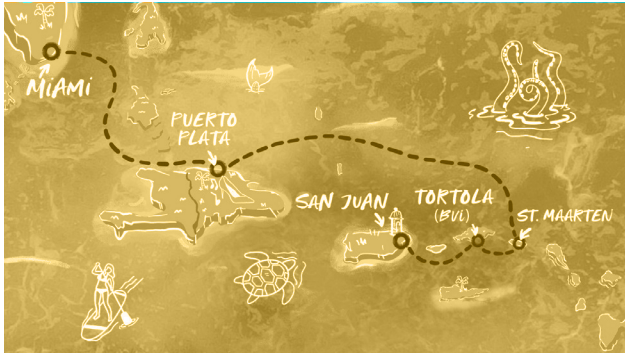 MIAMI
PUERTO
PLATA
SAN JUAN
TORTOLA
(BVI)
ST. MAARTEN